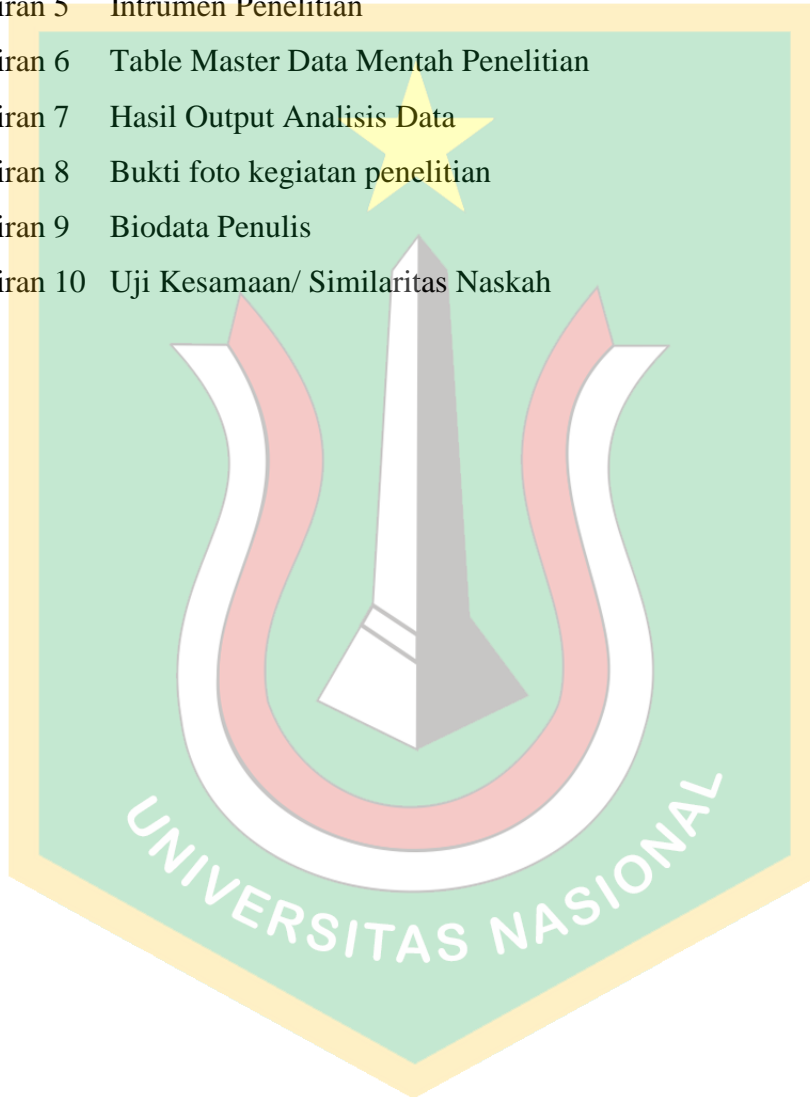 iran 5 Intrumen Penelitian
iran 6 Table Master Data Mentah Penelitian
iran 7 Hasil Output Analisis Data
iran 8 Bukti foto kegiatan penelitian
iran 9 Biodata Penulis
iran 10 Uji Kesamaan/ Similaritas Naskah
UNIVERSITAS NASIONAL